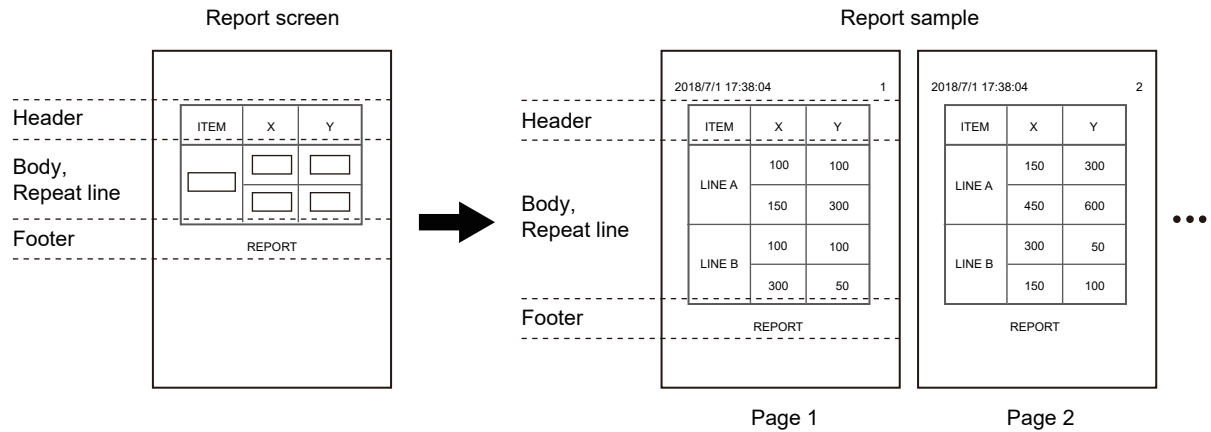 Report screen
Header
Body,
Repeat line
Footer
ITEM X Y
REPORT
Report sample
Header
Body,
Repeat line
Footer
2018/7/1 17:38:04 1
ITEM X Y
LINE A
100 100
150 300
LINE B
100 100
300 50
REPORT
Page 1
2018/7/1 17:38:04 2
ITEM X Y
LINE A
150 300
450 600
LINE B
300 50
150 100
REPORT
Page 2